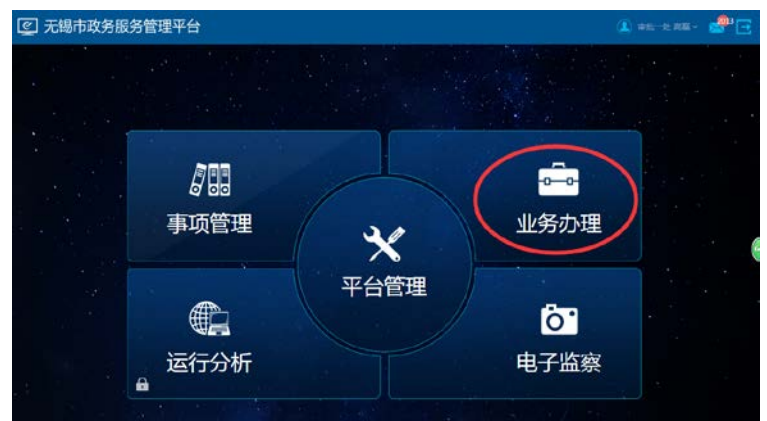 无锡市政务服务管理平台
2013
事项管理
业务办理
平台管理
运行分析
电子监察